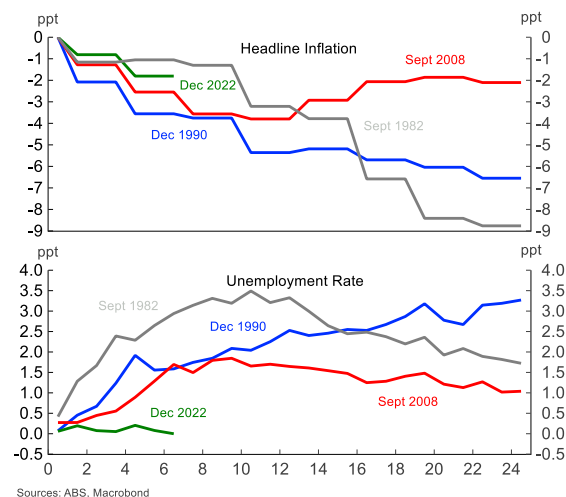 ppt ppt
Headline Inflation
0 0
-1 -1
-2 -2
-3 -3
-4 -4
-5 -5
-6 -6
-7 -7
-8 -8
-9 -9
Sept 2008
Dec 2022
Sept 1982
Dec 1990
ppt ppt
Unemployment Rate
4.0 4.0
3.5 3.5
3.0 3.0
2.5 2.5
2.0 2.0
1.5 1.5
1.0 1.0
0.5 0.5
0.0 0.0
-0.5 -0.5
Sept 1982
Dec 1990
Sept 2008
Dec 2022
0 2 4 6 8 10 12 14 16 18 20 22 24
Sources: ABS, Macrobond